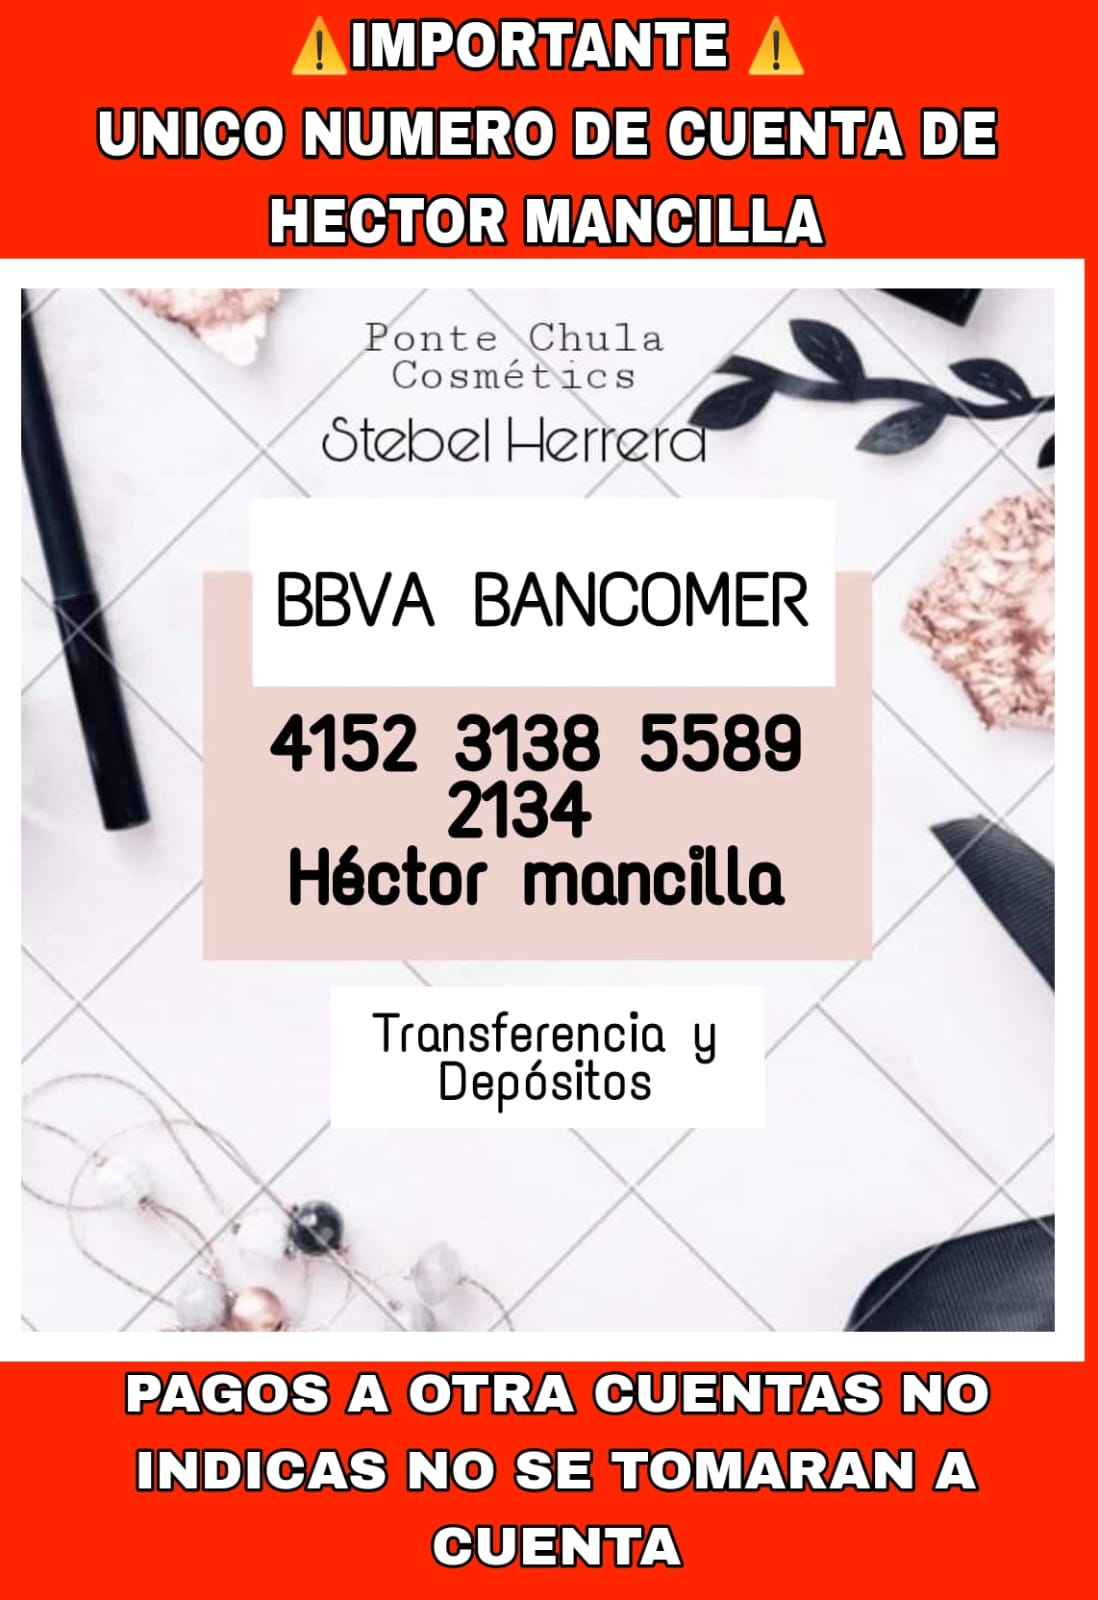 ⚠️IMPORTANTE ⚠️
UNICO NUMERO DE CUENTA DE
HECTOR MANCILLA
Ponte Chula
Cosmétics
Stebel Herrera
BBVA BANCOMER
4152 3138 5589
2134
Héctor mancilla
Transferencia y
Depósitos
PAGOS A OTRA CUENTAS NO
INDICAS NO SE TOMARAN A
CUENTA